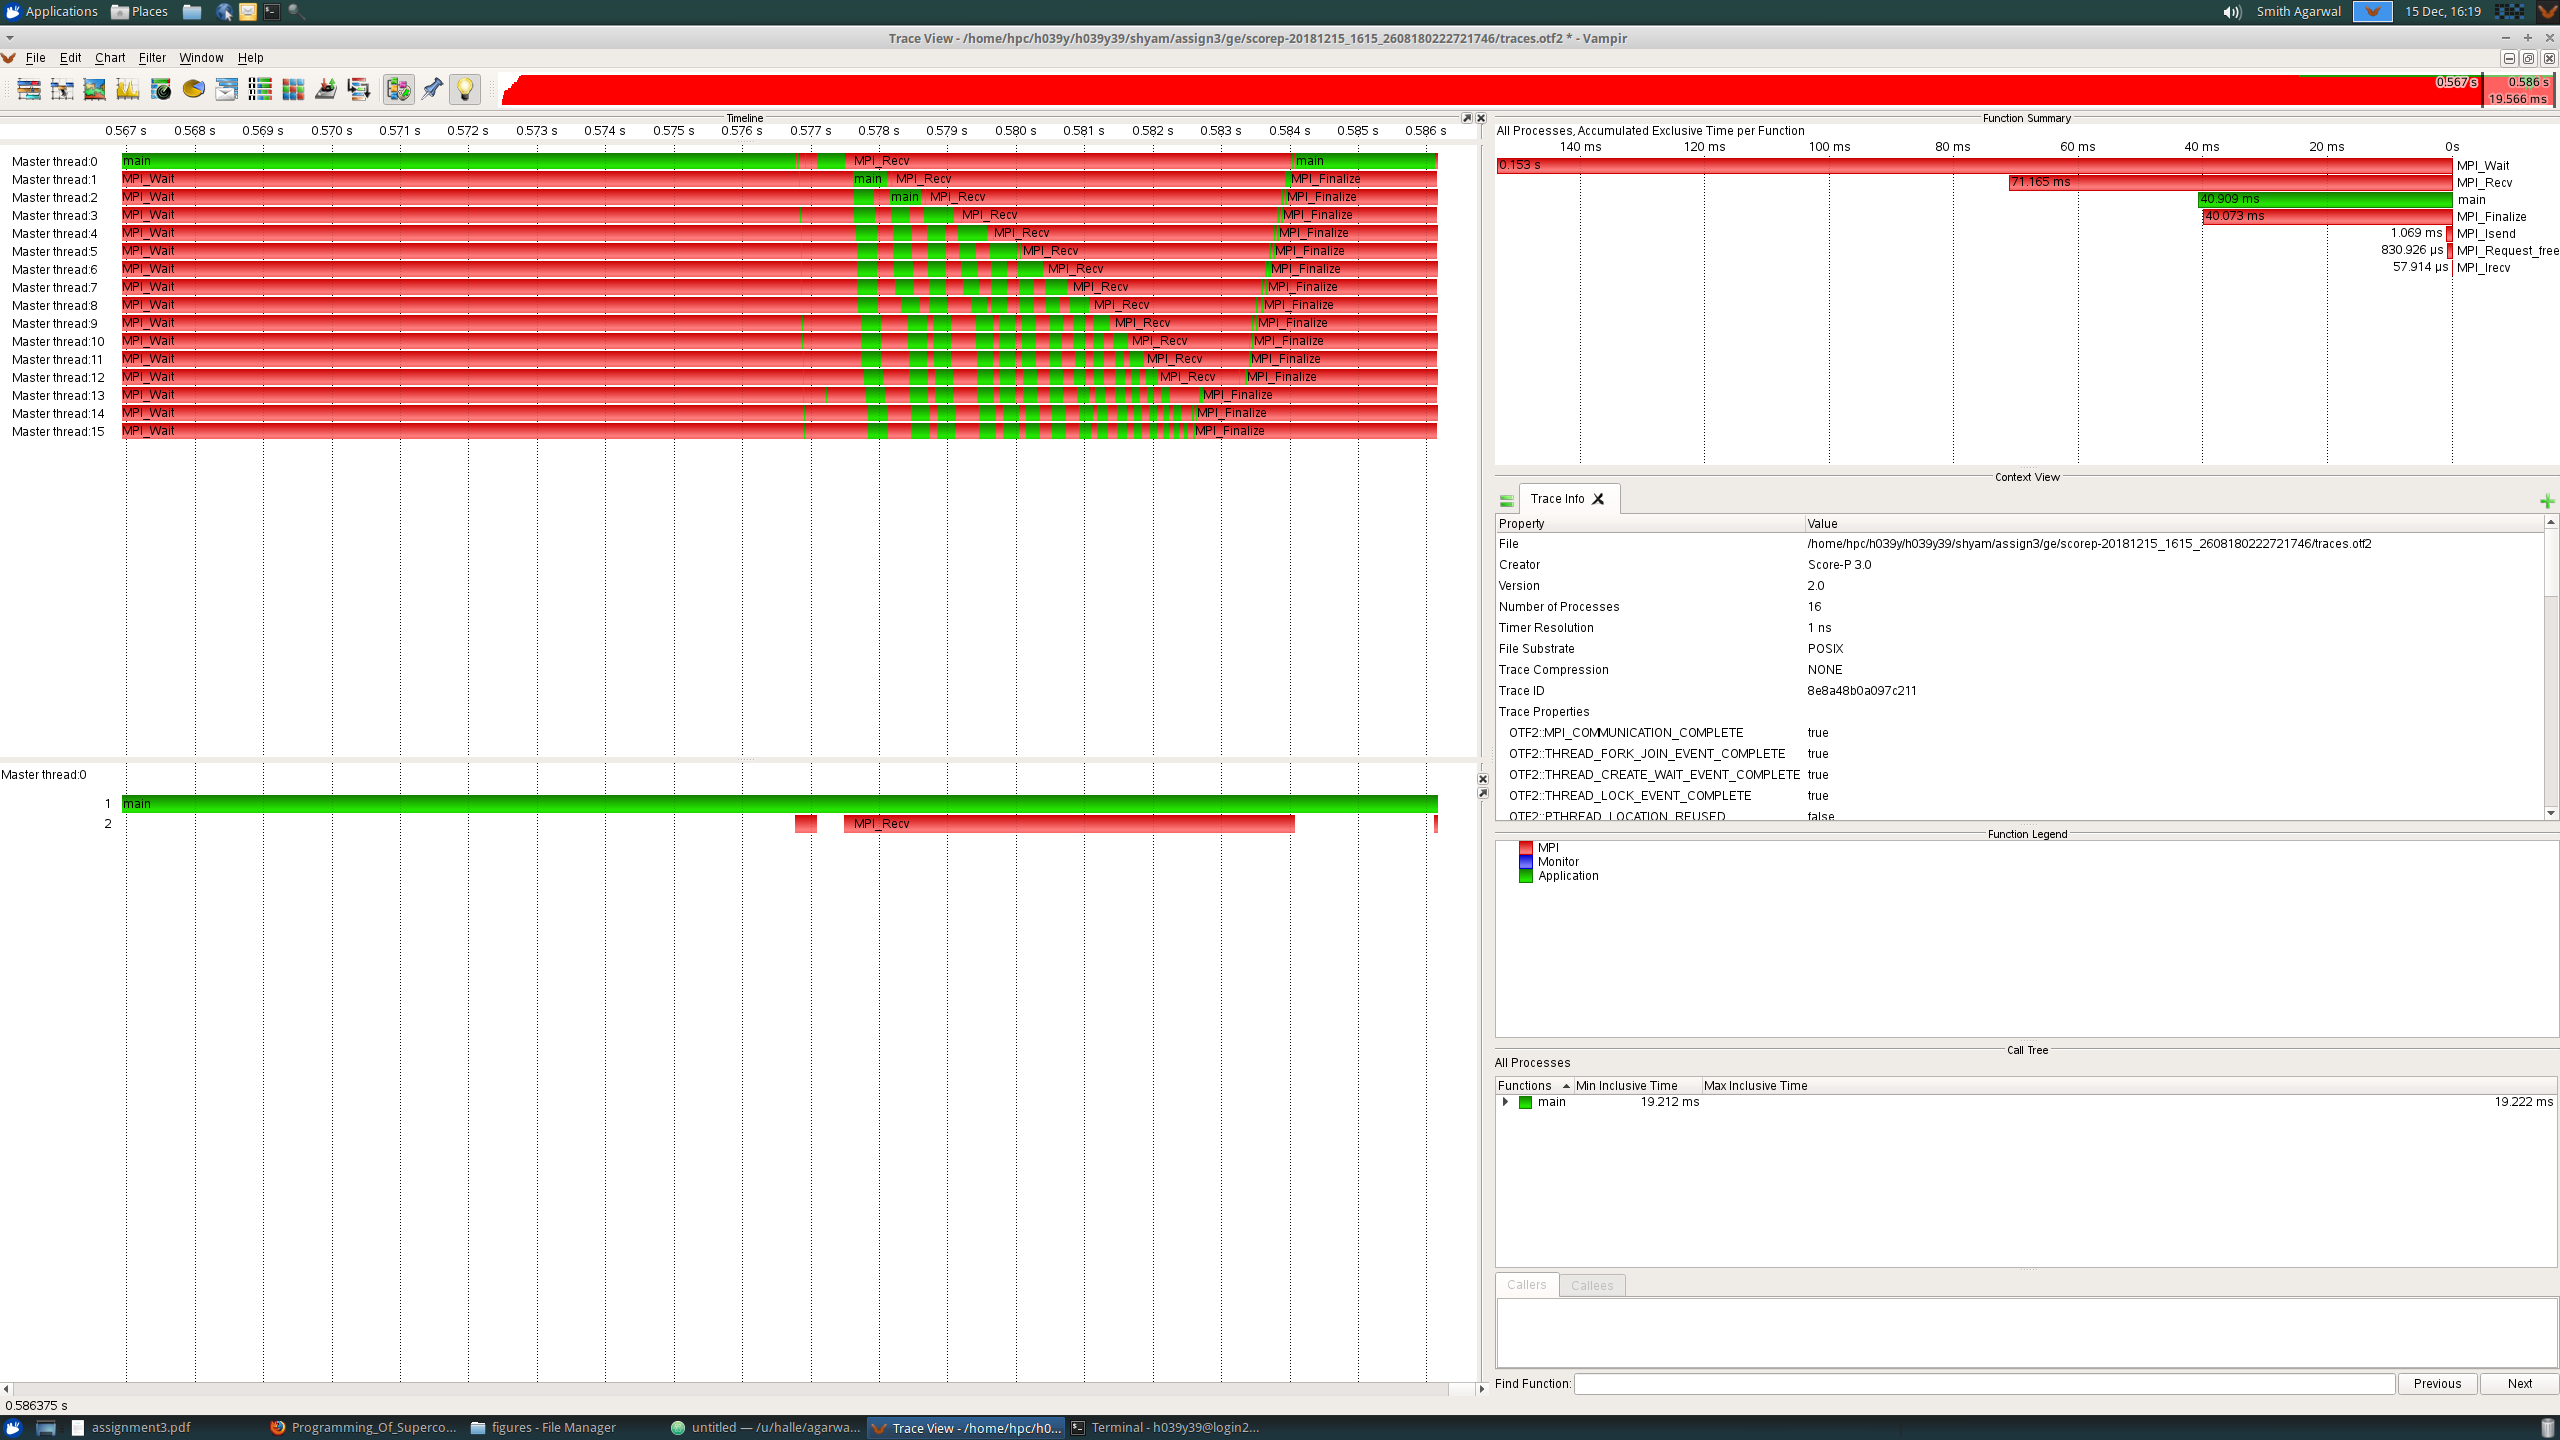 Applications Places Smith Agarwal 15 Dec, 16:19
Trace View - /home/hpc/h039y/h039y39/shyam/assign3/ge/scorep-20181215_1615_2608180222721746/traces.otf2 * - Vampir
File Edit Chart Filter Window Help
0.567 s 0.586 s
19.566 ms
Timeline
0.567 s 0.568 s 0.569 s 0.570 s 0.571 s 0.572 s 0.573 s 0.574 s 0.575 s 0.576 s 0.577 s 0.578 s 0.579 s 0.580 s 0.581 s 0.582 s 0.583 s 0.584 s 0.585 s 0.586 s
Master thread:0 main MPI_Recv main
Master thread:1 MPI_Wait main MPI_Recv MPI_Finalize
Master thread:2 MPI_Wait main MPI_Recv MPI_Finalize
Master thread:3 MPI_Wait MPI_Recv MPI_Finalize
Master thread:4 MPI_Wait MPI_Recv MPI_Finalize
Master thread:5 MPI_Wait MPI_Recv MPI_Finalize
Master thread:6 MPI_Wait MPI_Recv MPI_Finalize
Master thread:7 MPI_Wait MPI_Recv MPI_Finalize
Master thread:8 MPI_Wait MPI_Recv MPI_Finalize
Master thread:9 MPI_Wait MPI_Recv MPI_Finalize
Master thread:10 MPI_Wait MPI_Recv MPI_Finalize
Master thread:11 MPI_Wait MPI_Recv MPI_Finalize
Master thread:12 MPI_Wait MPI_Recv MPI_Finalize
Master thread:13 MPI_Wait MPI_Finalize
Master thread:14 MPI_Wait MPI_Finalize
Master thread:15 MPI_Wait MPI_Finalize
Master thread:0
1 main
2 MPI_Recv
0.586375 s
Function Summary
All Processes, Accumulated Exclusive Time per Function
140 ms 120 ms 100 ms 80 ms 60 ms 40 ms 20 ms 0s
0.153 s MPI_Wait
71.165 ms MPI_Recv
40.909 ms main
40.073 ms MPI_Finalize
1.069 ms MPI_Isend
830.926 µs MPI_Request_free
57.914 µs MPI_Irecv
Context View
Trace Info
Property Value
File /home/hpc/h039y/h039y39/shyam/assign3/ge/scorep-20181215_1615_2608180222721746/traces.otf2
Creator Score-P 3.0
Version 2.0
Number of Processes 16
Timer Resolution 1 ns
File Substrate POSIX
Trace Compression NONE
Trace ID 8e8a48b0a097c211
Trace Properties
OTF2::MPI_COMMUNICATION_COMPLETE true
OTF2::THREAD_FORK_JOIN_EVENT_COMPLETE true
OTF2::THREAD_CREATE_WAIT_EVENT_COMPLETE true
OTF2::THREAD_LOCK_EVENT_COMPLETE true
OTF2::PTHREAD_LOCATION_REUSED false
Function Legend
MPI
Monitor
Application
Call Tree
All Processes
Functions Min Inclusive Time Max Inclusive Time
main 19.212 ms 19.222 ms
Callers Callees
Find Function: Previous Next
assignment3.pdf Programming_Of_Superco... figures - File Manager untitled — /u/halle/agarwa... Trace View - /home/hpc/h0... Terminal - h039y39@login2...